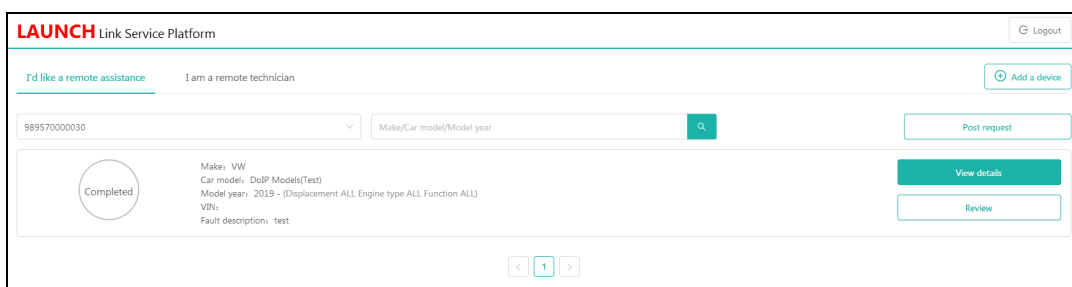 LAUNCH Link Service Platform
Logout
I'd like a remote assistance
I am a remote technician
Add a device
989570000030
Make/Car model/Model year
Post request
Completed
Make：VW
Car model：DoIP Models(Test)
Model year：2019 - (Displacement ALL Engine type ALL Function ALL)
VIN：
Fault description：test
View details
Review
< 1 >